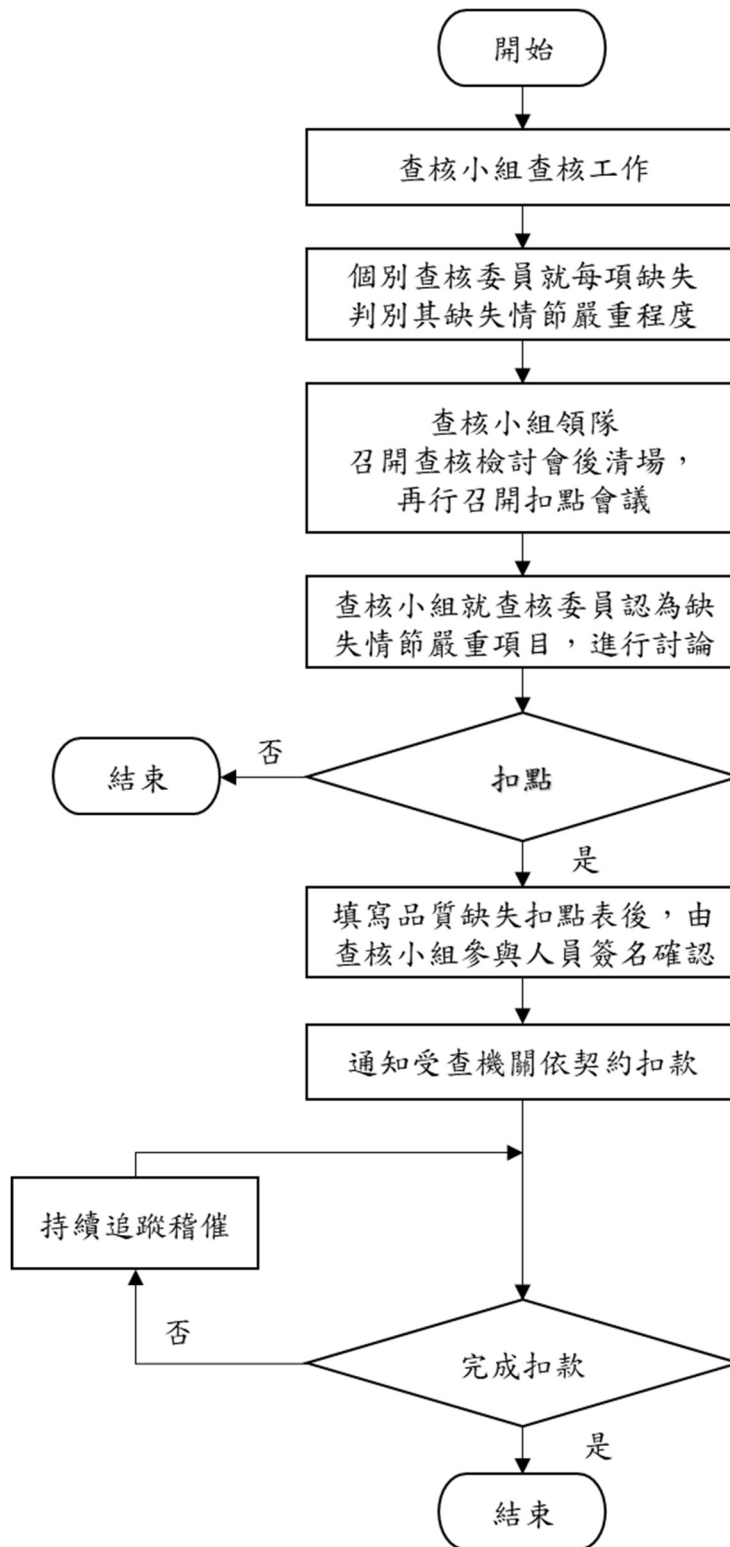 開始
查核小組查核工作
個別查核委員就每項缺失
判別其缺失情節嚴重程度
查核小組領隊
召開查核檢討會後清場，
再行召開扣點會議
查核小組就查核委員認為缺
失情節嚴重項目，進行討論
否
結束
扣點
是
填寫品質缺失扣點表後，由
查核小組參與人員簽名確認
通知受查機關依契約扣款
持續追蹤稽催
否
完成扣款
是
結束